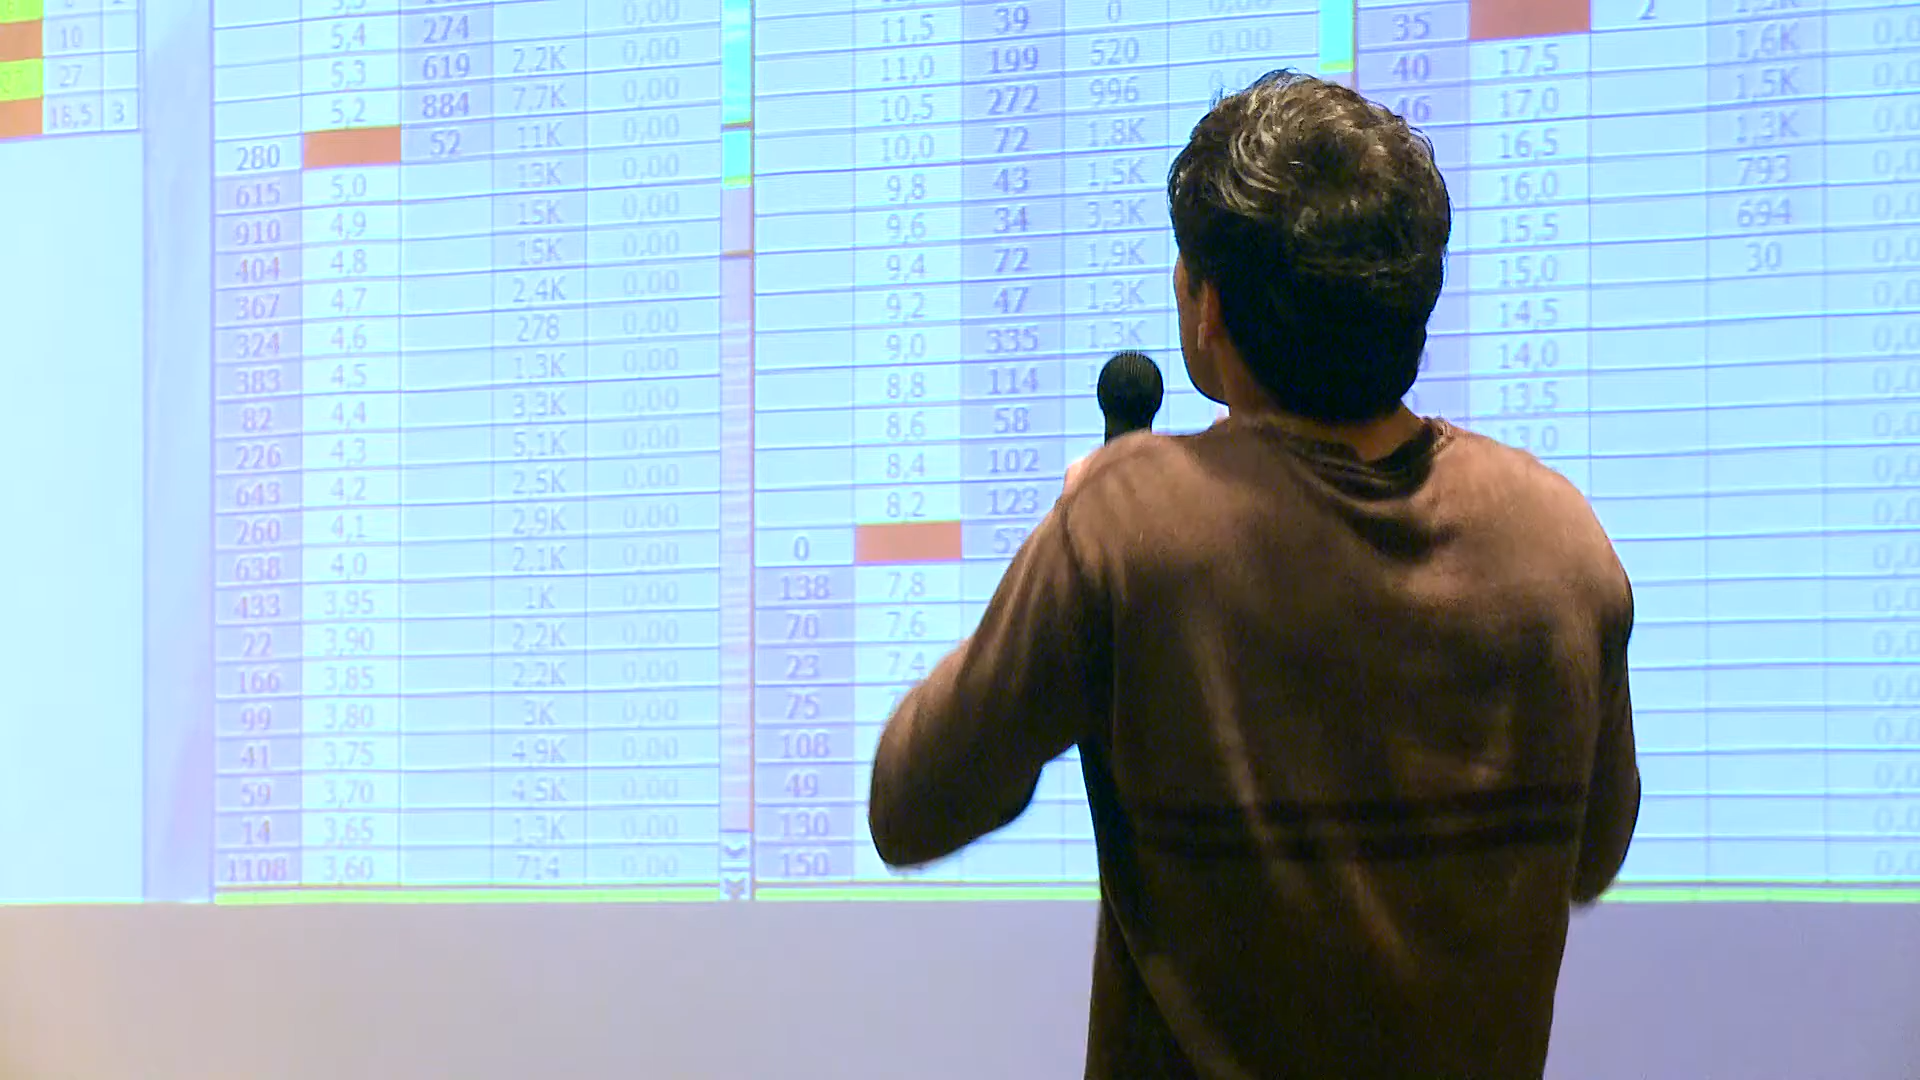 10
27
18,5 3
5,4 274 0,00
5,3 619 2,2K 0,00
5,2 884 7,7K 0,00
280 52 11K 0,00
615 5,0 13K 0,00
910 4,9 15K 0,00
404 4,8 15K 0,00
367 4,7 2,4K 0,00
324 4,6 278 0,00
383 4,5 1,3K 0,00
82 4,4 3,3K 0,00
226 4,3 5,1K 0,00
643 4,2 2,5K 0,00
260 4,1 2,9K 0,00
638 4,0 2,1K 0,00
433 3,95 1K 0,00
22 3,90 2,2K 0,00
166 3,85 2,2K 0,00
99 3,80 3K 0,00
41 3,75 4,9K 0,00
59 3,70 4,5K 0,00
14 3,65 1,3K 0,00
1108 3,60 714 0,00
11,5 39 0 0,00
11,0 199 520 0,00
10,5 272 996
10,0 72 1,8K
9,8 43 1,5K
9,6 34 3,3K
9,4 72 1,9K
9,2 47 1,3K
9,0 335 1,3K
8,8 114
8,6 58
8,4 102
8,2 123
0
138 7,8
70 7,6
23 7,4
75
108
49
130
150
35 2
40 17,5 1,6K
46 17,0 1,5K
16,5 1,3K
16,0 793
15,5 694
15,0 30
14,5
14,0
13,5
13,0